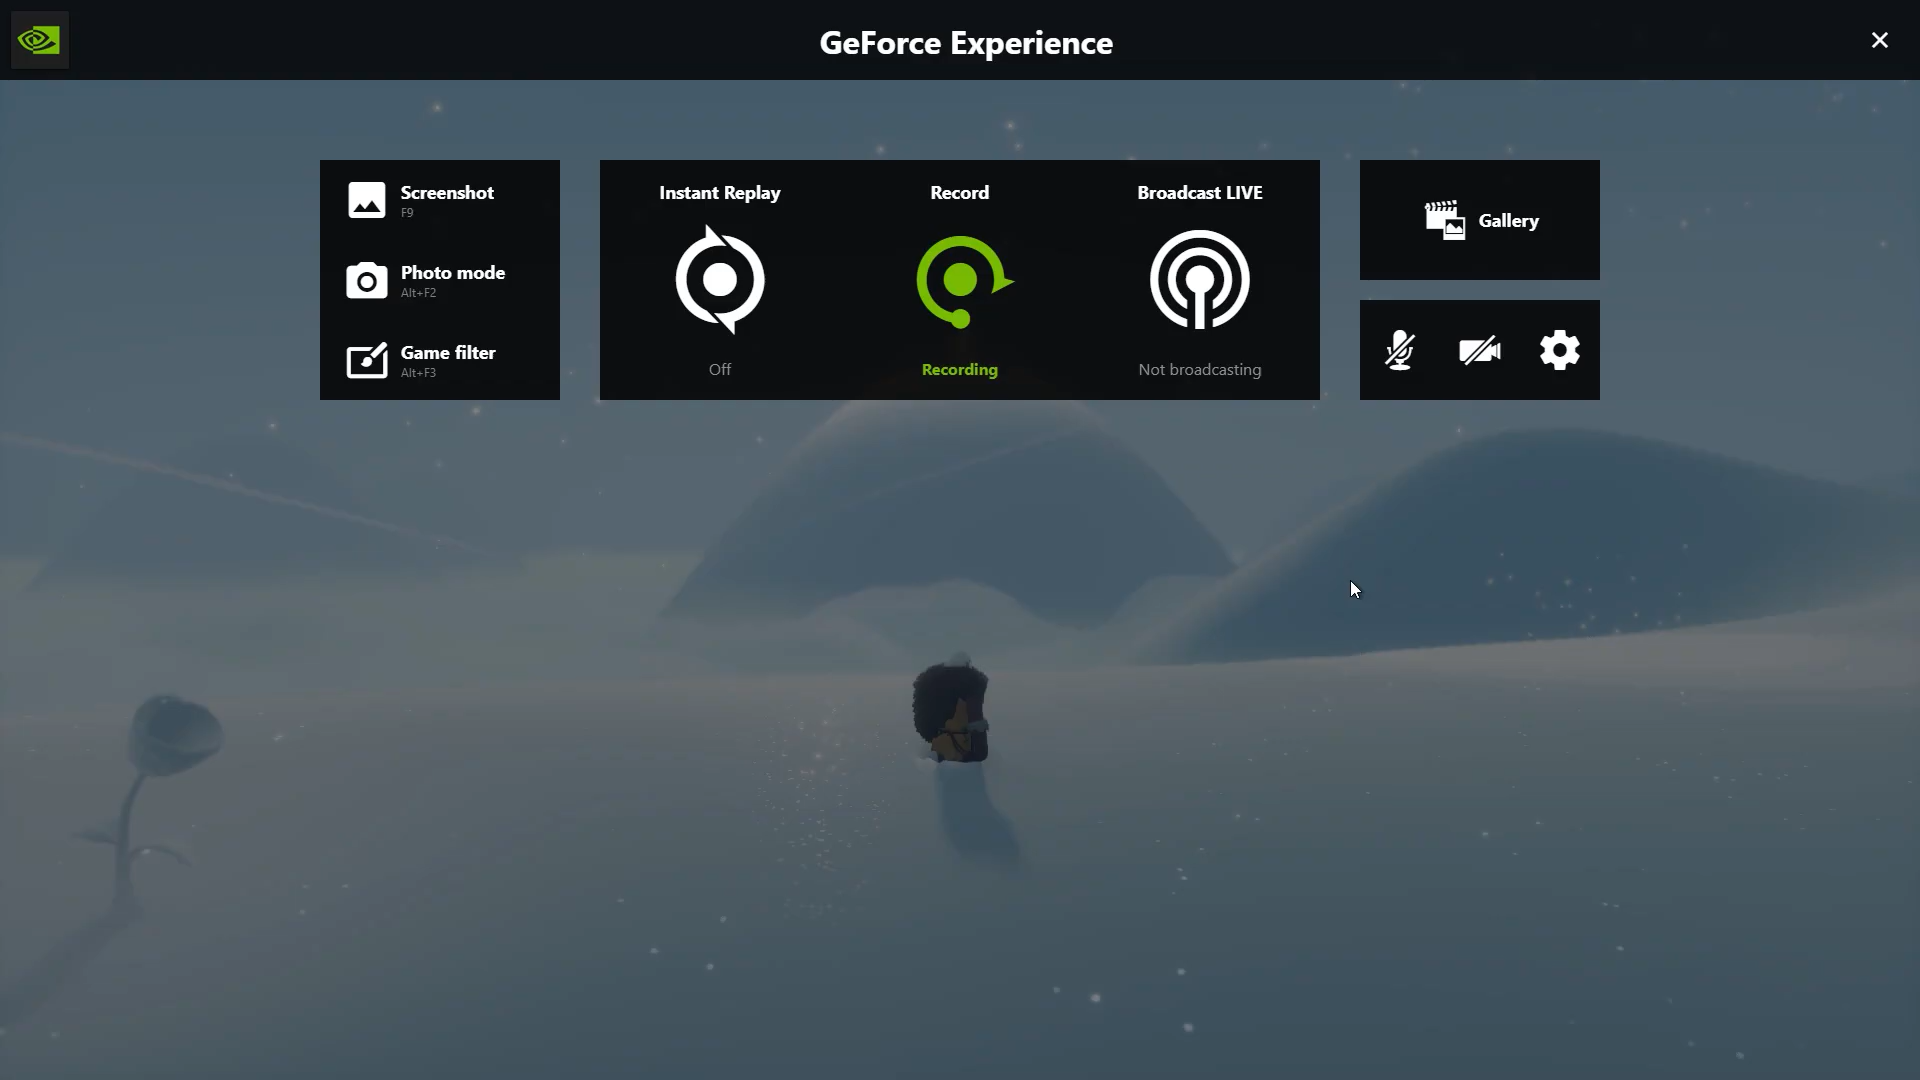 GeForce Experience
Screenshot
F9
Photo mode
Alt+F2
Game filter
Alt+F3
Instant Replay
Off
Record
Recording
Broadcast LIVE
Not broadcasting
Gallery